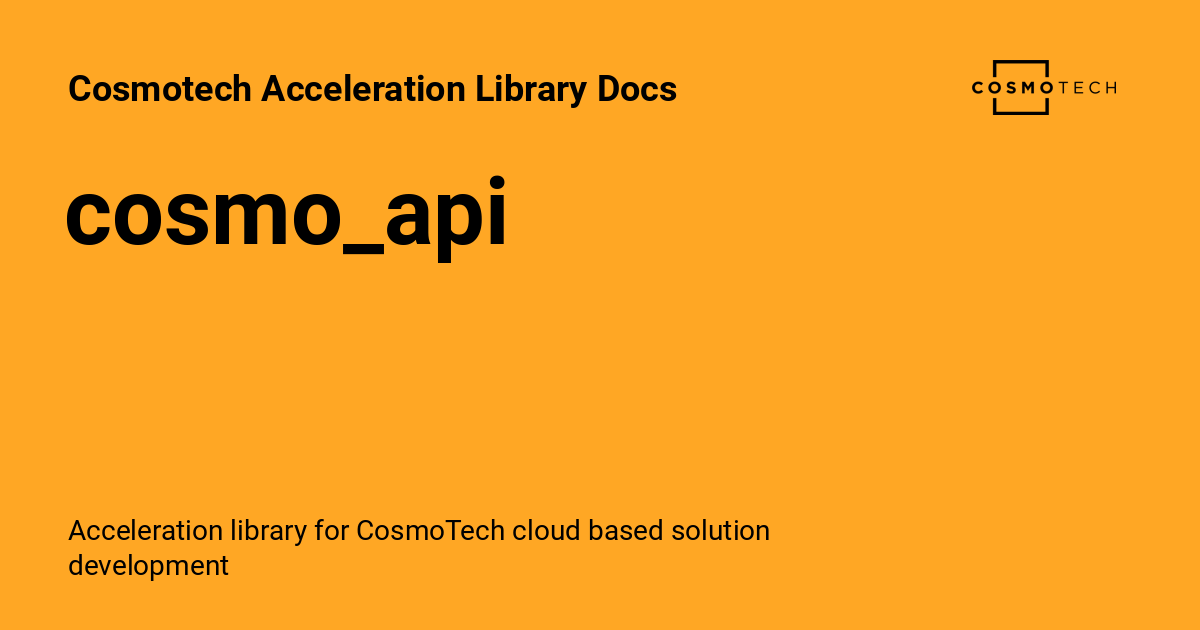 Cosmotech Acceleration Library Docs
COSMOTECH
cosmo_api
Acceleration library for CosmoTech cloud based solution
development